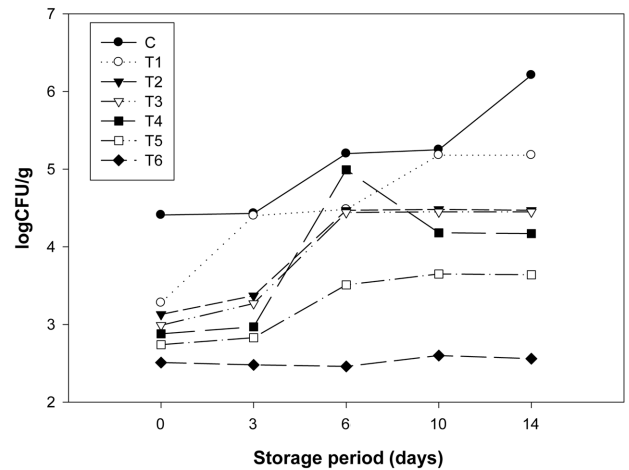 7
6
5
4
3
2
logCFU/g
C
T1
T2
T3
T4
T5
T6
0 3 6 10 14
Storage period (days)